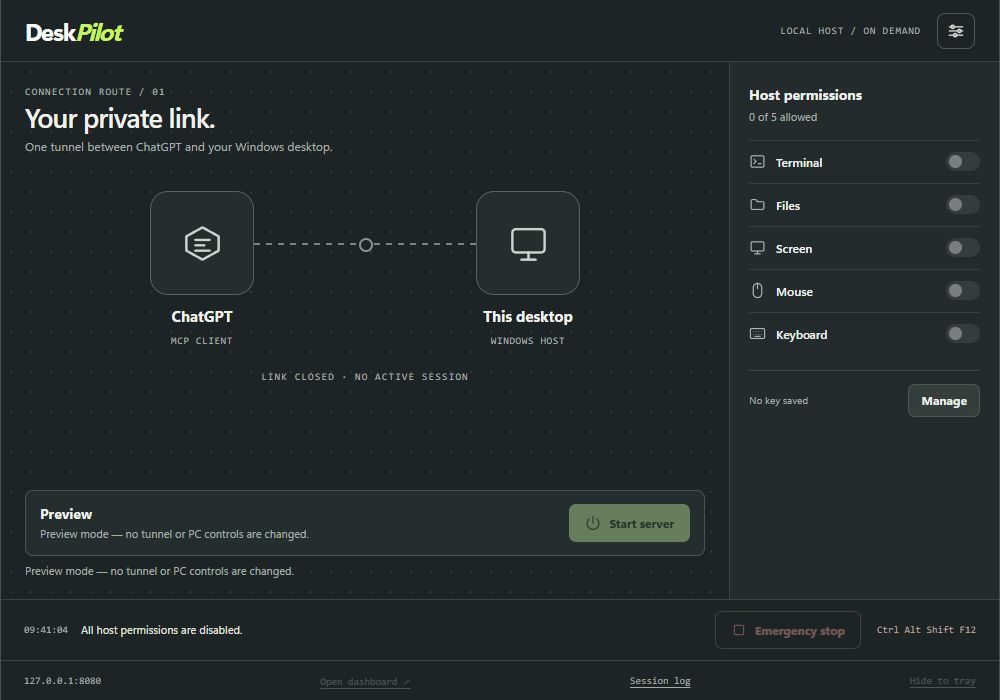 DeskPilot
LOCAL HOST / ON DEMAND
CONNECTION ROUTE / 01
Your private link.
One tunnel between ChatGPT and your Windows desktop.
ChatGPT
MCP CLIENT
This desktop
WINDOWS HOST
LINK CLOSED · NO ACTIVE SESSION
Preview
Preview mode — no tunnel or PC controls are changed.
Start server
Preview mode — no tunnel or PC controls are changed.
Host permissions
0 of 5 allowed
Terminal
Files
Screen
Mouse
Keyboard
No key saved
Manage
09:41:04 All host permissions are disabled.
Emergency stop
Ctrl Alt Shift F12
127.0.0.1:8080
Open dashboard ↗
Session log
Hide to tray